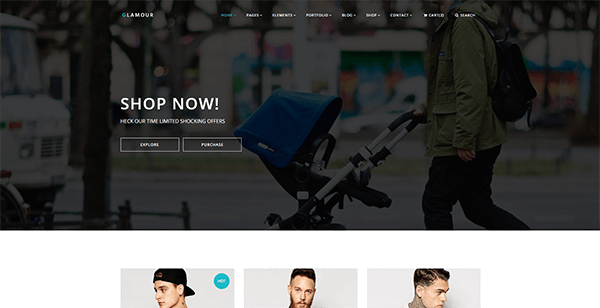 GLAMOUR
HOME PAGES ELEMENTS PORTFOLIO BLOG SHOP CONTACT CART(2) SEARCH
SHOP NOW!
HECK OUR TIME LIMITED SHOCKING OFFERS
EXPLORE PURCHASE
HOT